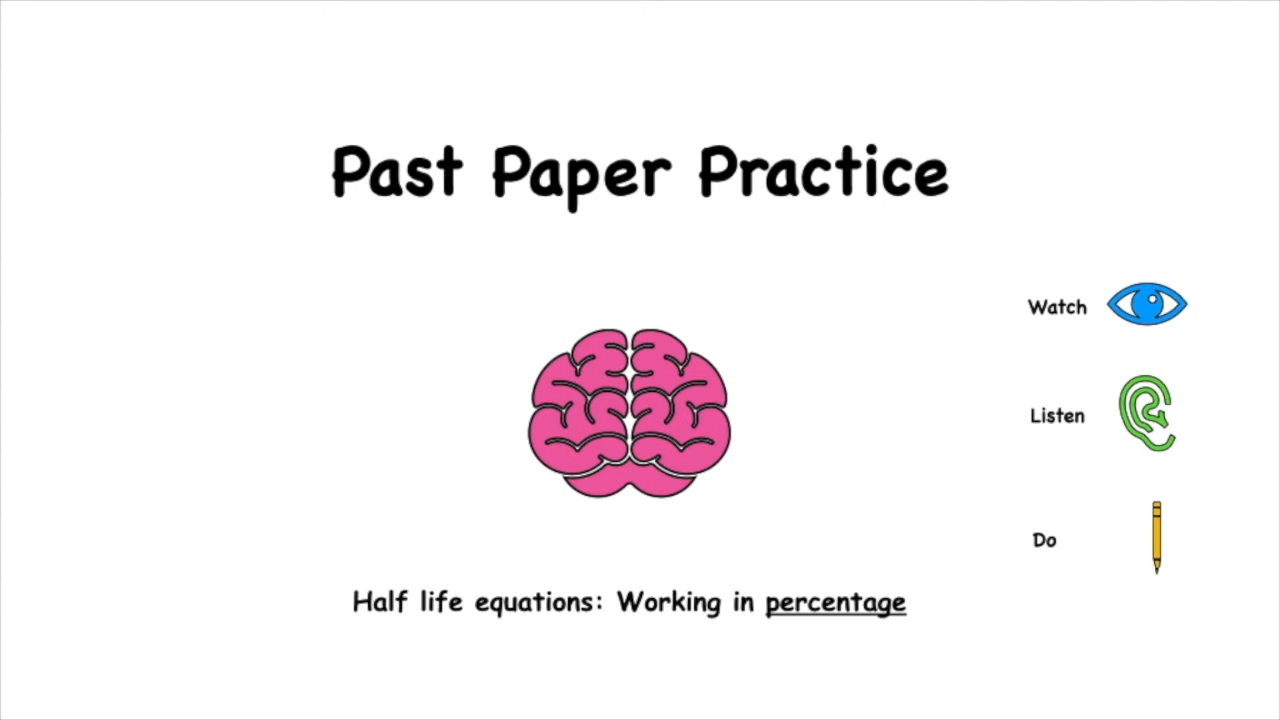 Past Paper Practice
Watch
Listen
Do
Half life equations: Working in percentage